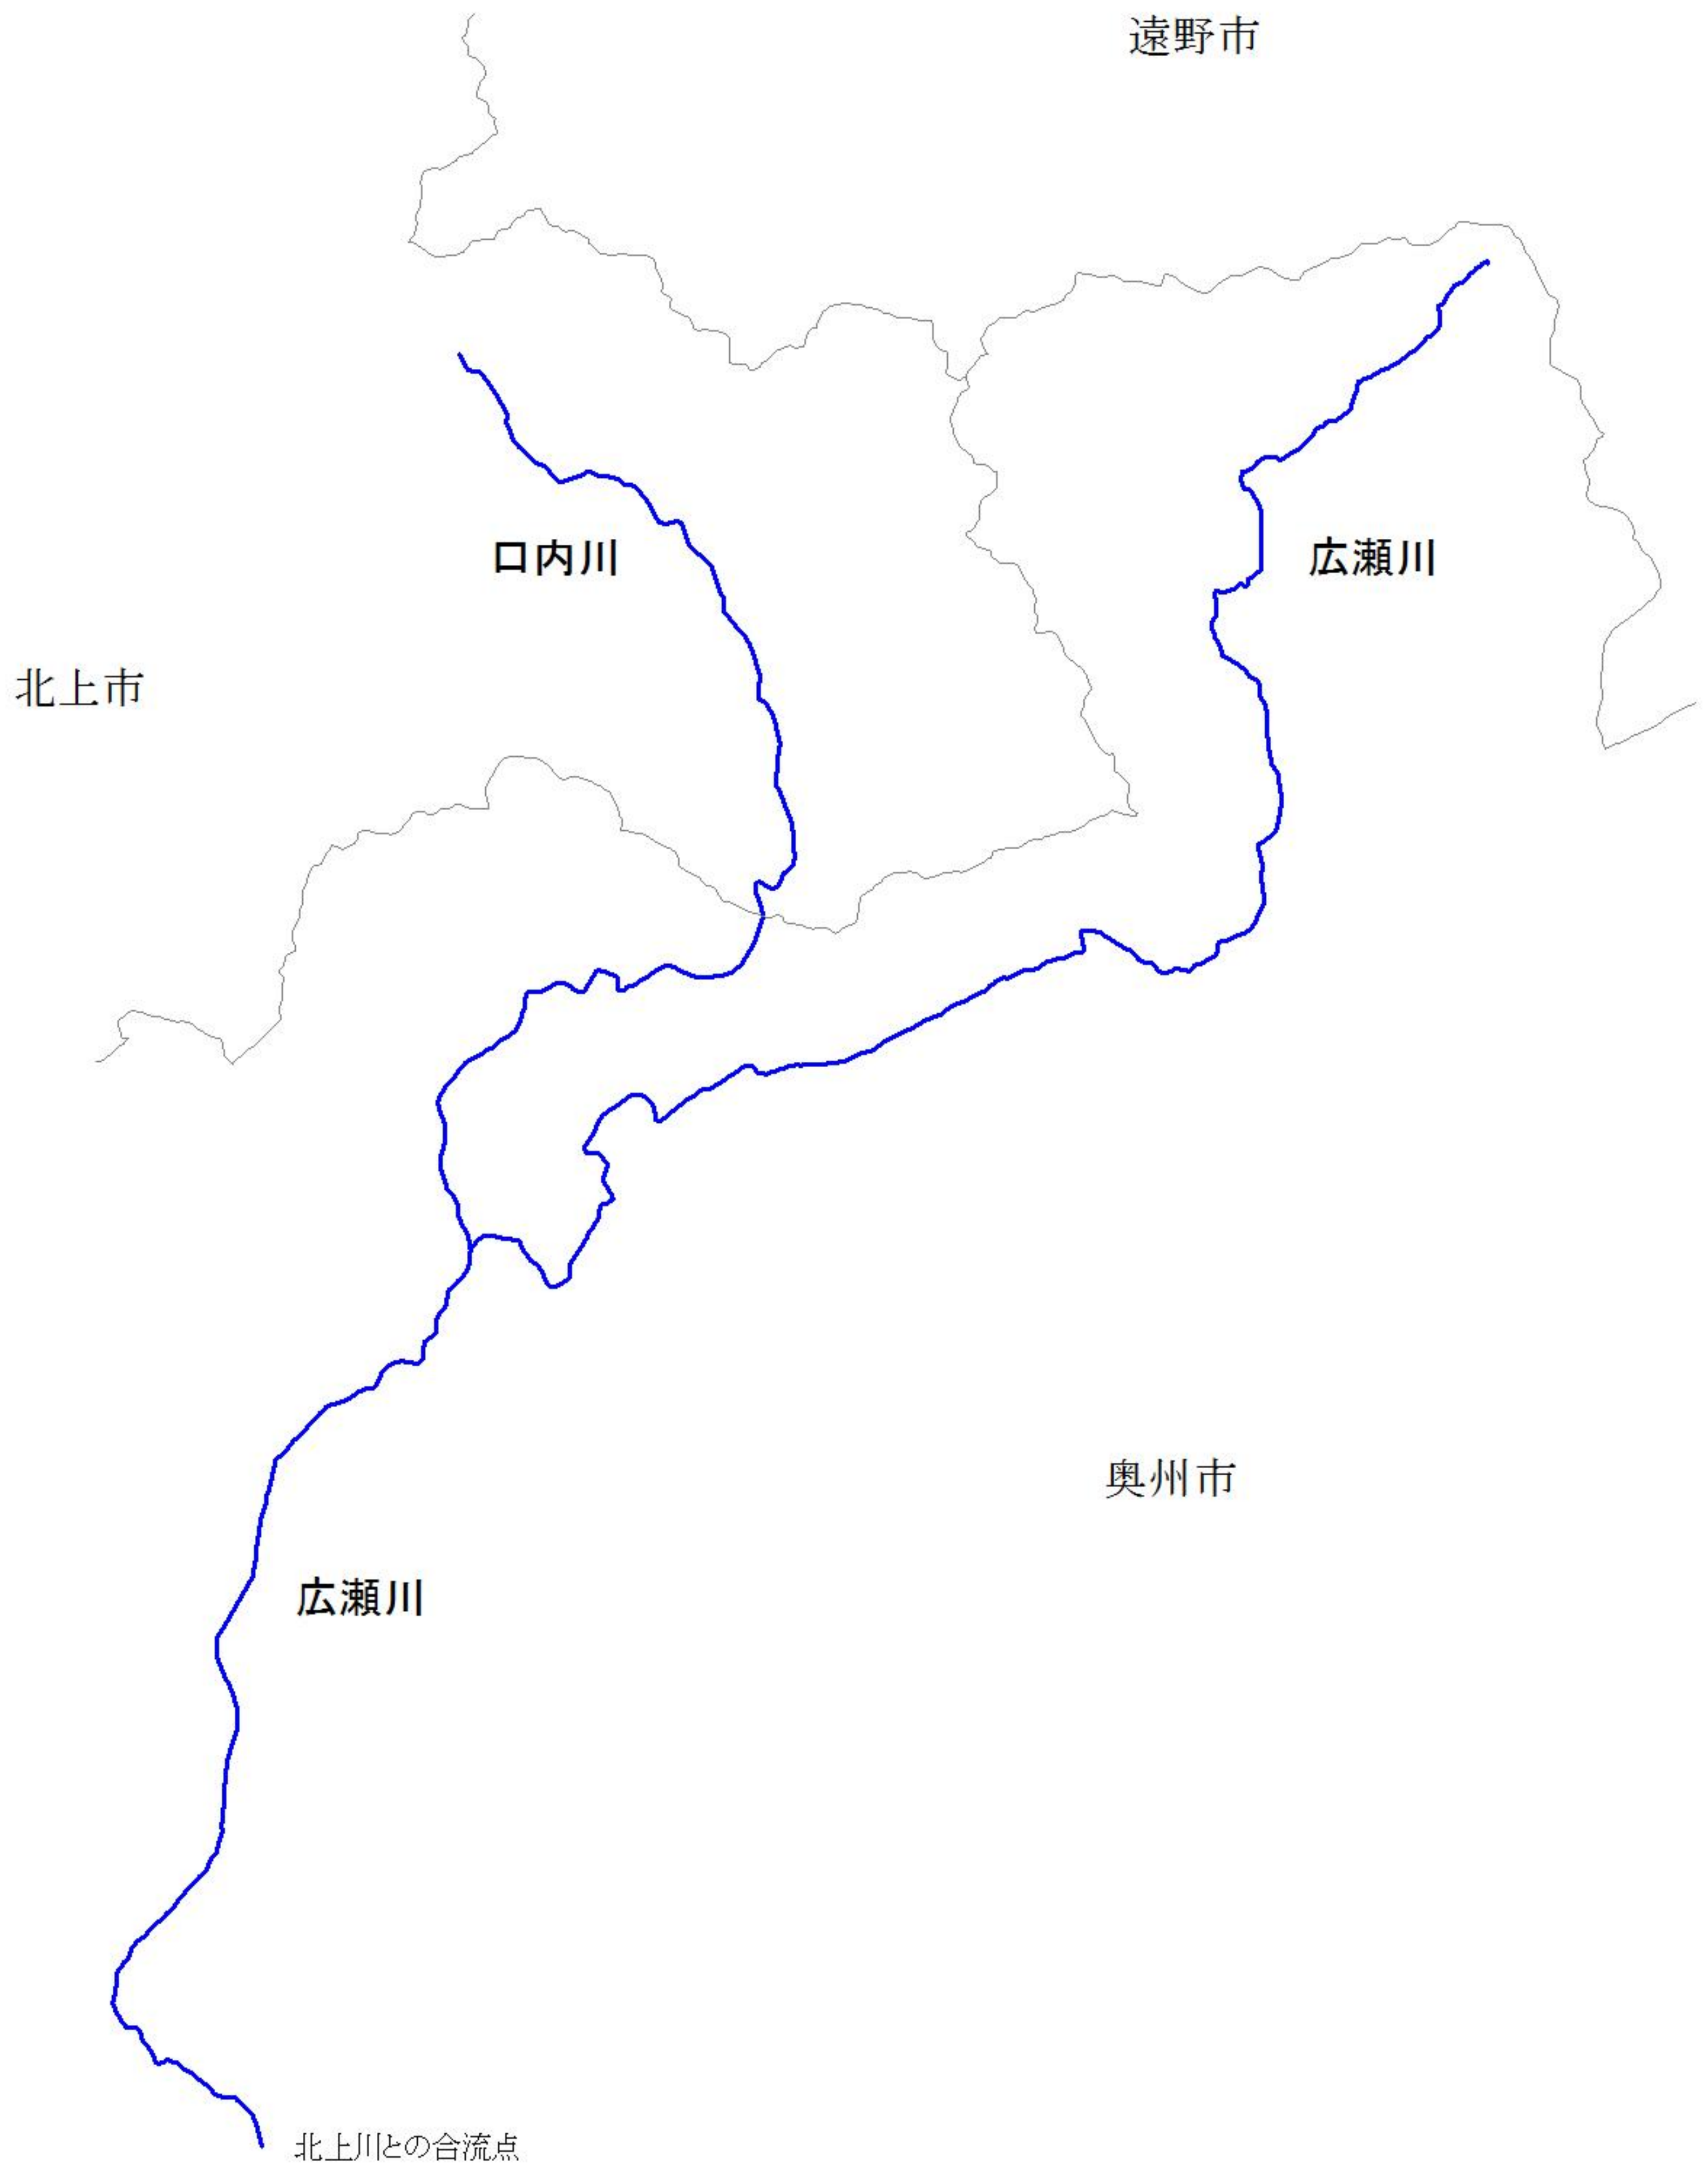 遠野市
口内川
広瀬川
北上市
奥州市
広瀬川
北上川との合流点